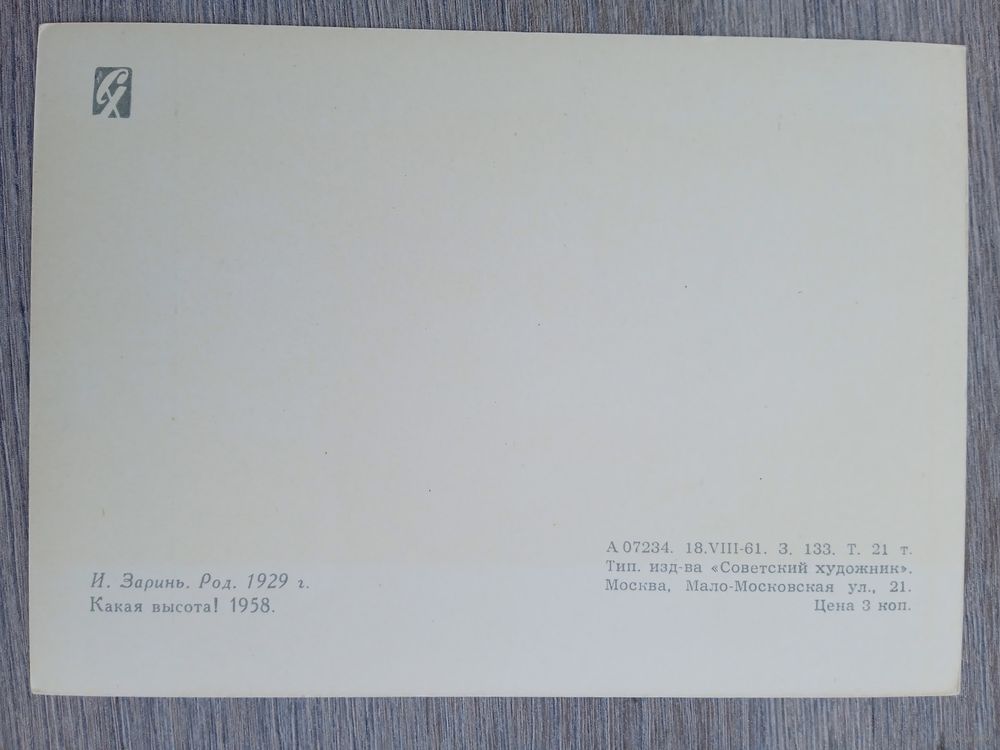 СХ
И. Заринь. Род. 1929 г.
Какая высота! 1958.
А 07234. 18.VIII-61. З. 133. Т. 21 т.
Тип. изд-ва «Советский художник».
Москва, Мало-Московская ул., 21.
Цена 3 коп.